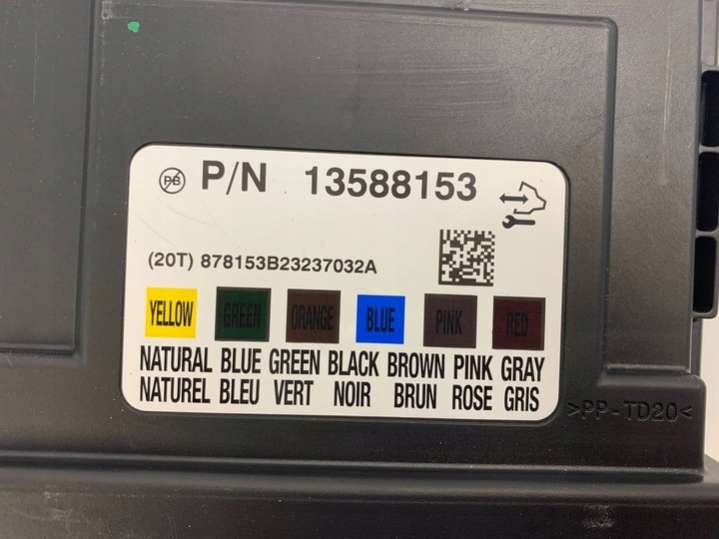 PB P/N 13588153
(20T) 878153B23237032A
YELLOW GREEN ORANGE BLUE PINK RED
NATURAL BLUE GREEN BLACK BROWN PINK GRAY
NATUREL BLEU VERT NOIR BRUN ROSE GRIS
>PP-TD20<